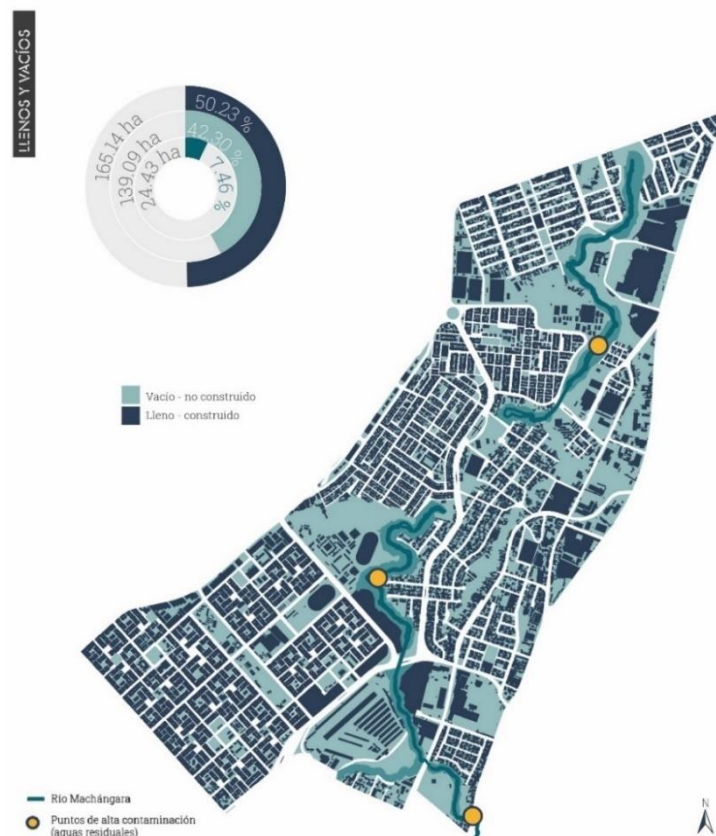 LLENOS Y VACÍOS
50.23 %
42.30 %
7.46 %
165.14 ha
139.09 ha
24.43 ha
Vacío - no construido
Lleno - construido
Río Machángara
Puntos de alta contaminación
(aguas residuales)
N